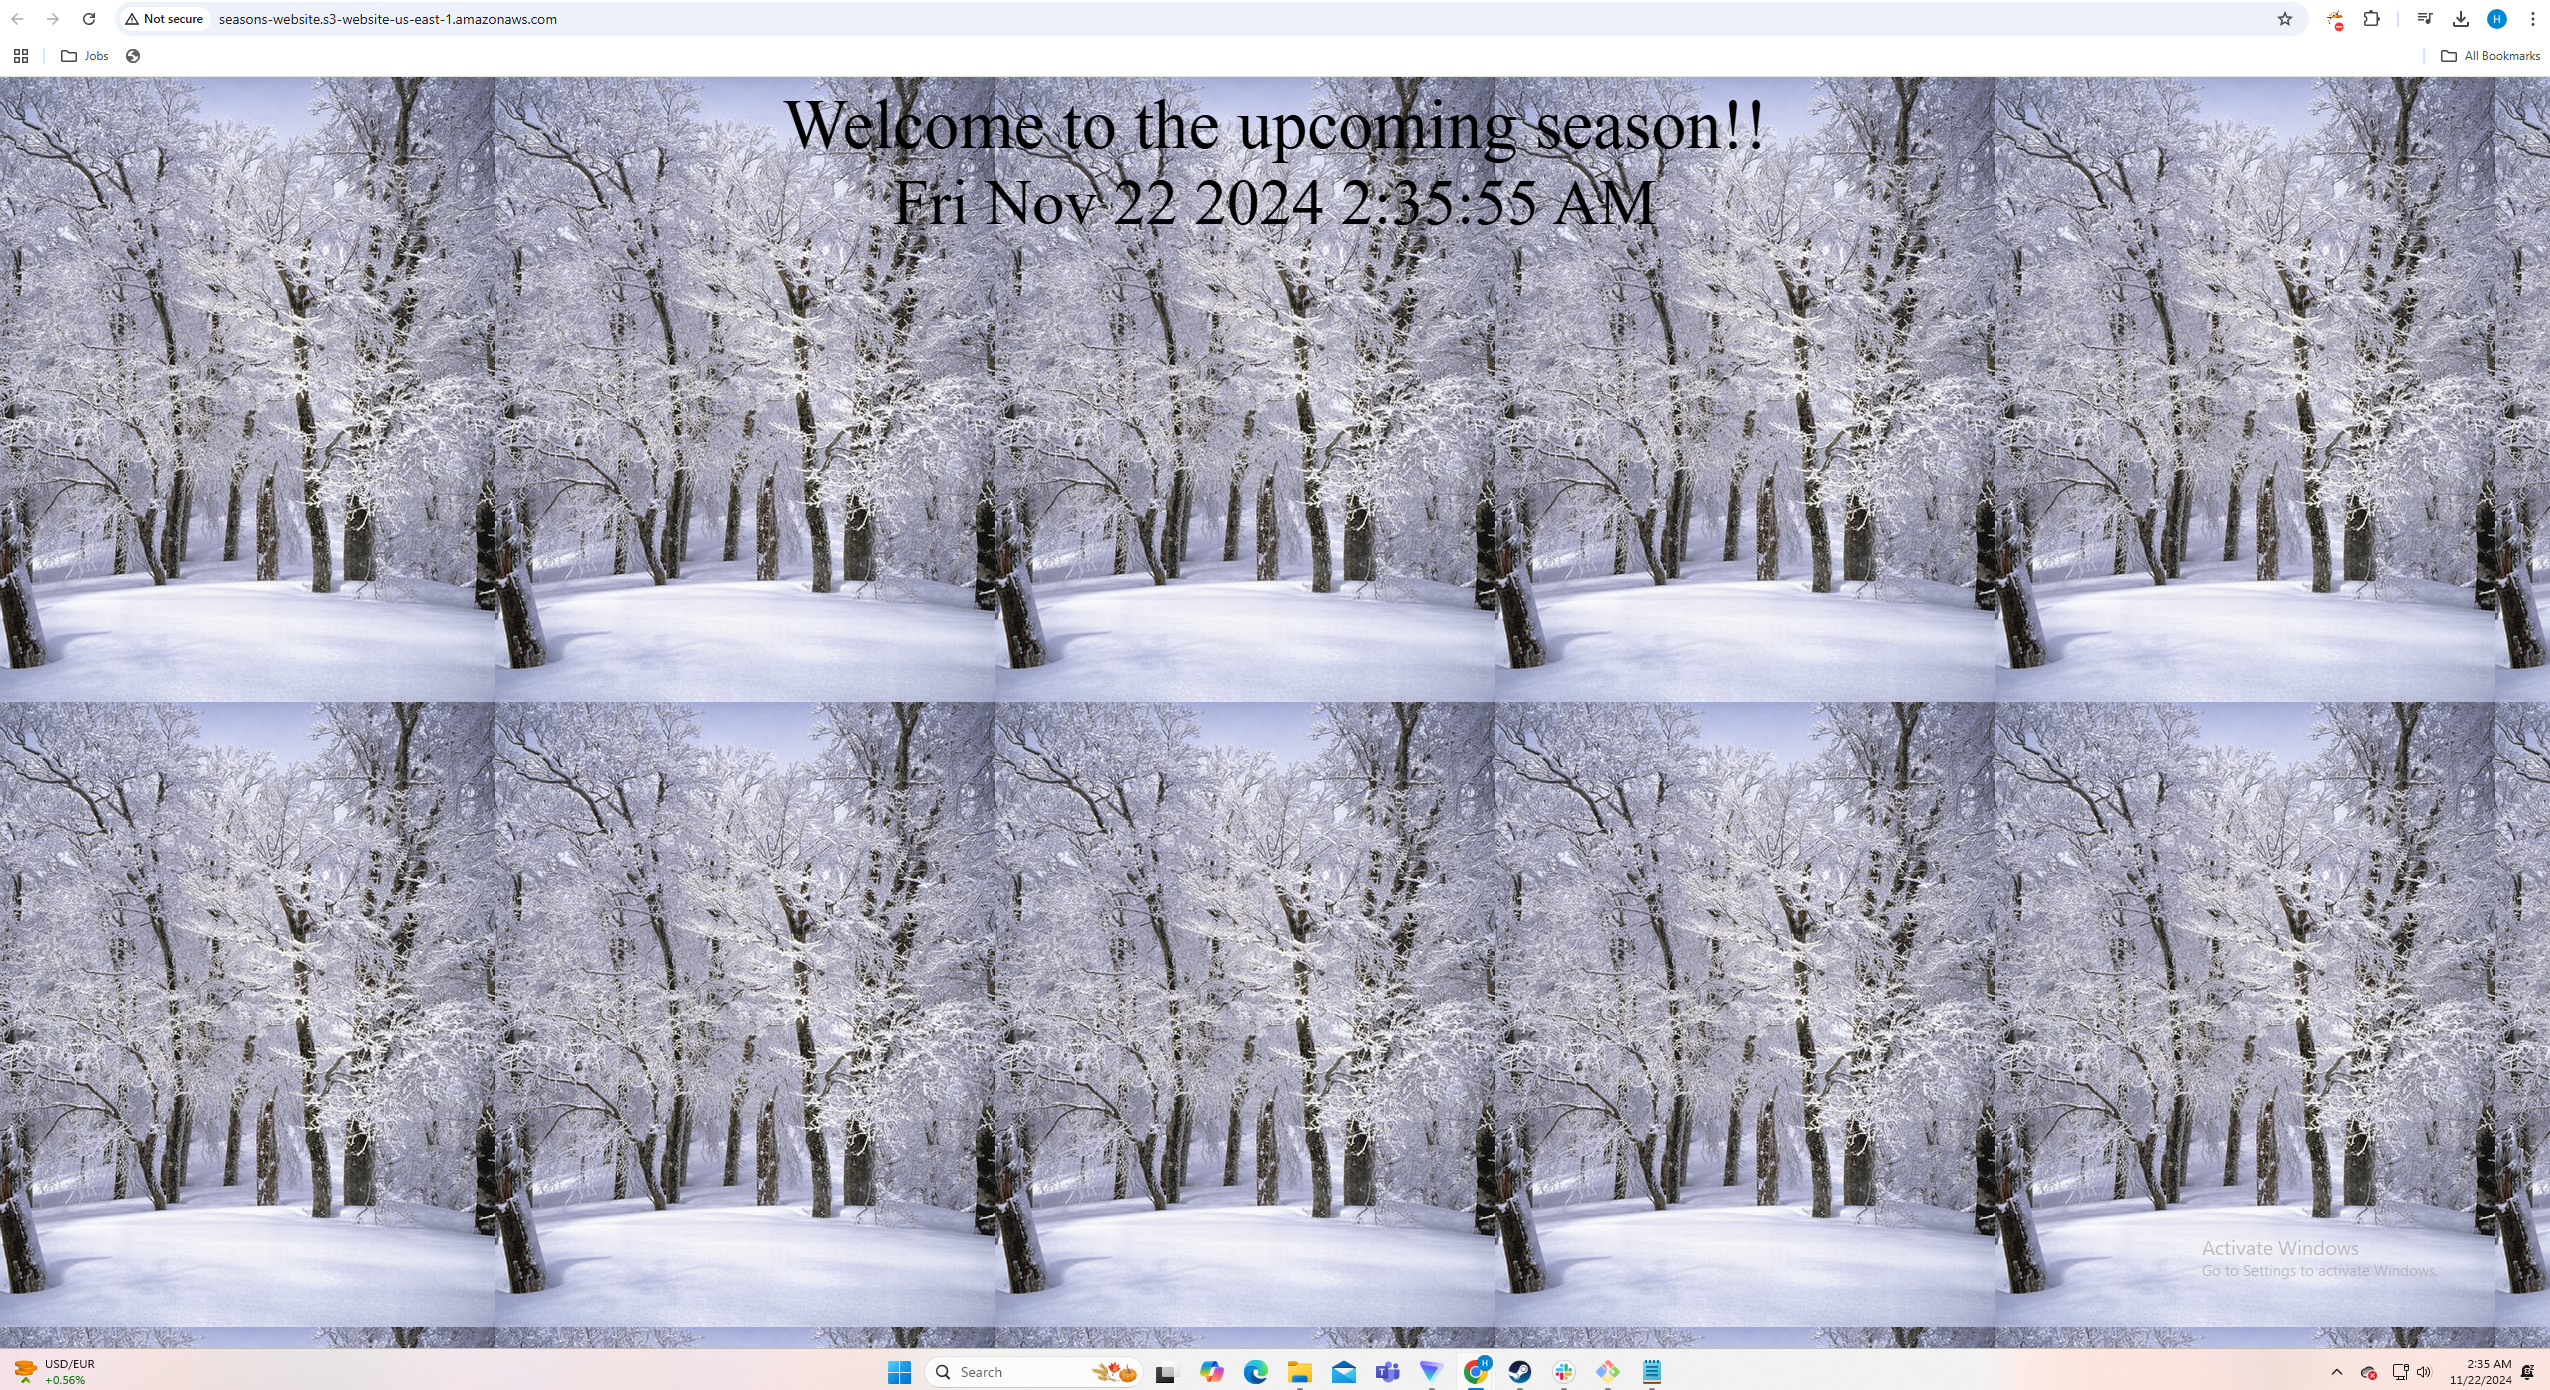 Not secure
seasons-website.s3-website-us-east-1.amazonaws.com
H
Jobs
All Bookmarks
Welcome to the upcoming season!!
Fri Nov 22 2024 2:35:55 AM
Activate Windows
Go to Settings to activate Windows.
USD/EUR
+0.56%
Search
H
2:35 AM
11/22/2024